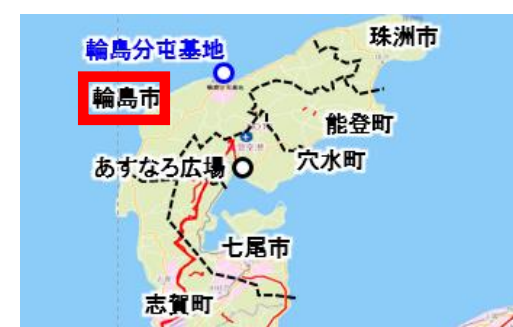 珠洲市
輪島分屯基地
輪島市
能登町
穴水町
あすなろ広場
七尾市
志賀町